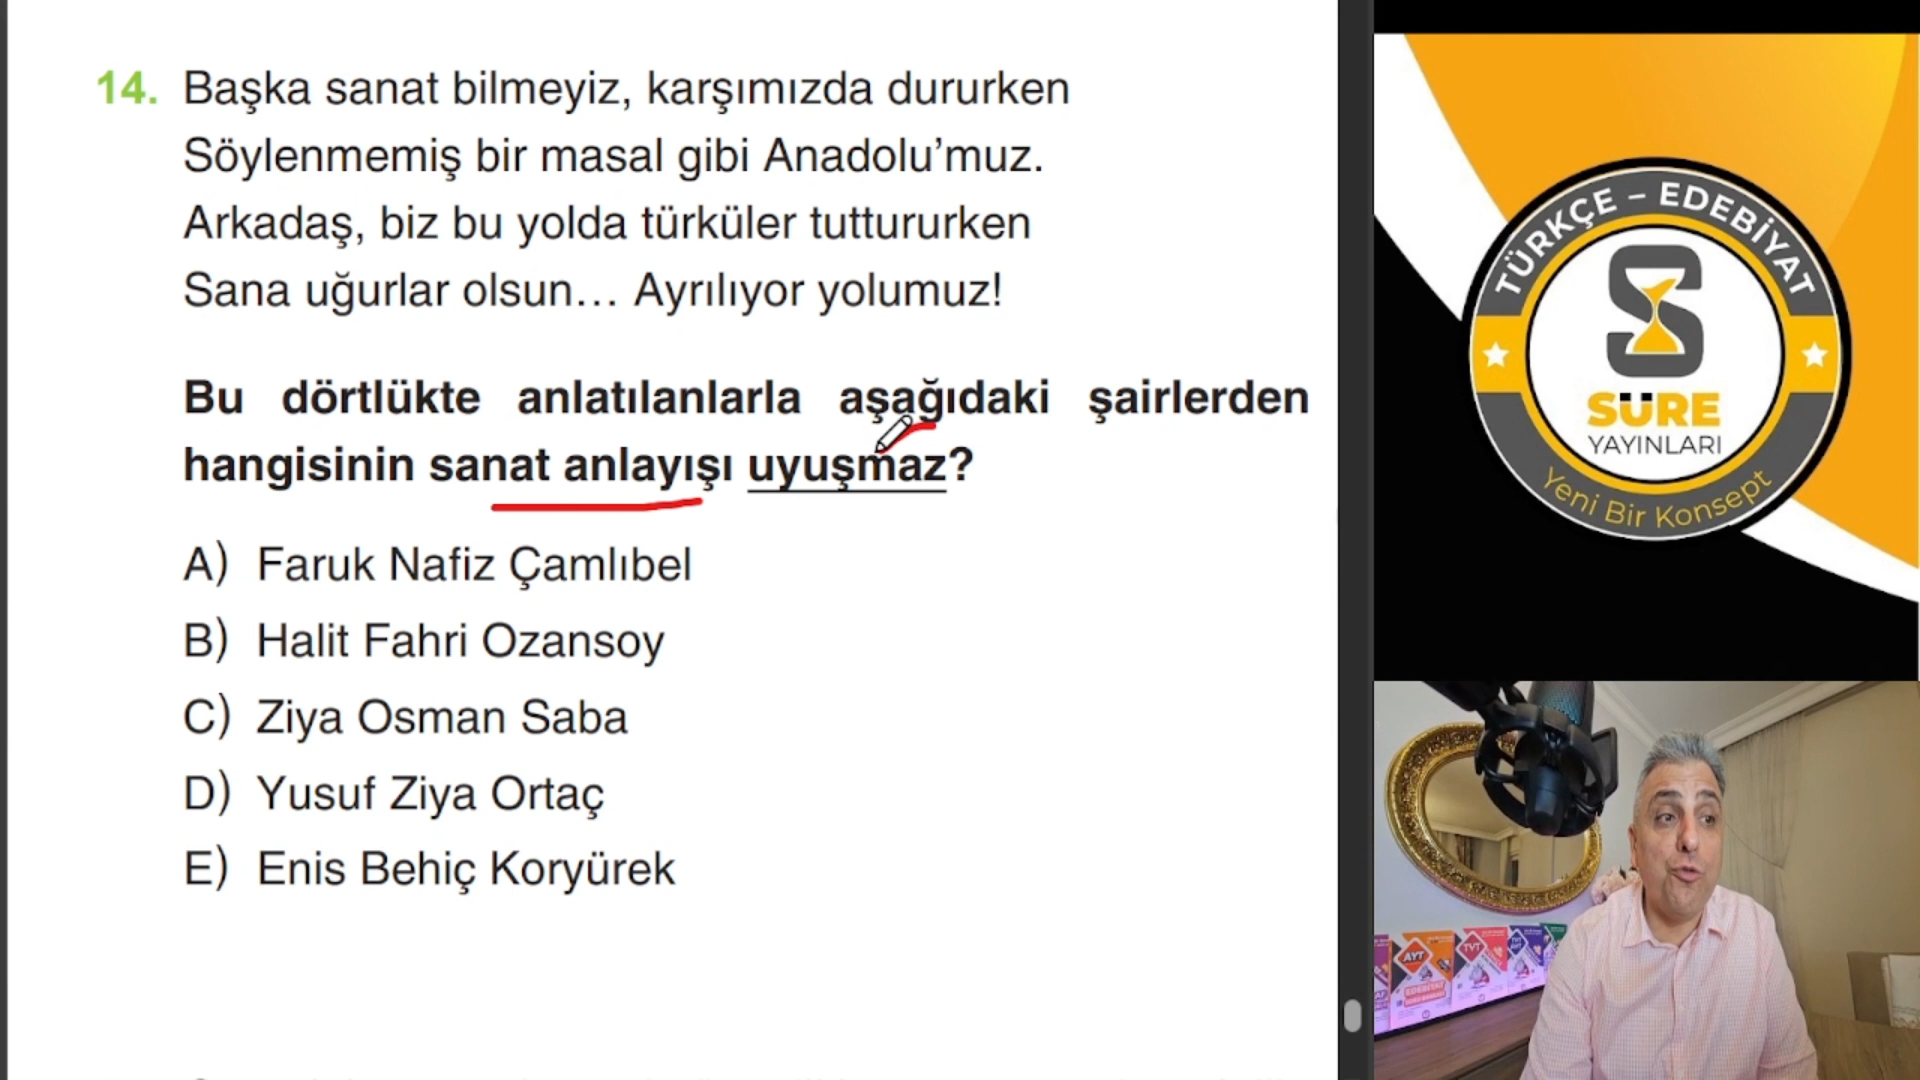 14. Başka sanat bilmeyiz, karşımızda dururken
Söylenmemiş bir masal gibi Anadolu’muz.
Arkadaş, biz bu yolda türküler tuttururken
Sana uğurlar olsun… Ayrılıyor yolumuz!
Bu dörtlükte anlatılanlarla aşağıdaki şairlerden
hangisinin sanat anlayışı uyuşmaz?
A) Faruk Nafiz Çamlıbel
B) Halit Fahri Ozansoy
C) Ziya Osman Saba
D) Yusuf Ziya Ortaç
E) Enis Behiç Koryürek
TÜRKÇE – EDEBİYAT
SÜRE
YAYINLARI
Yeni Bir Konsept
AYT
TVT